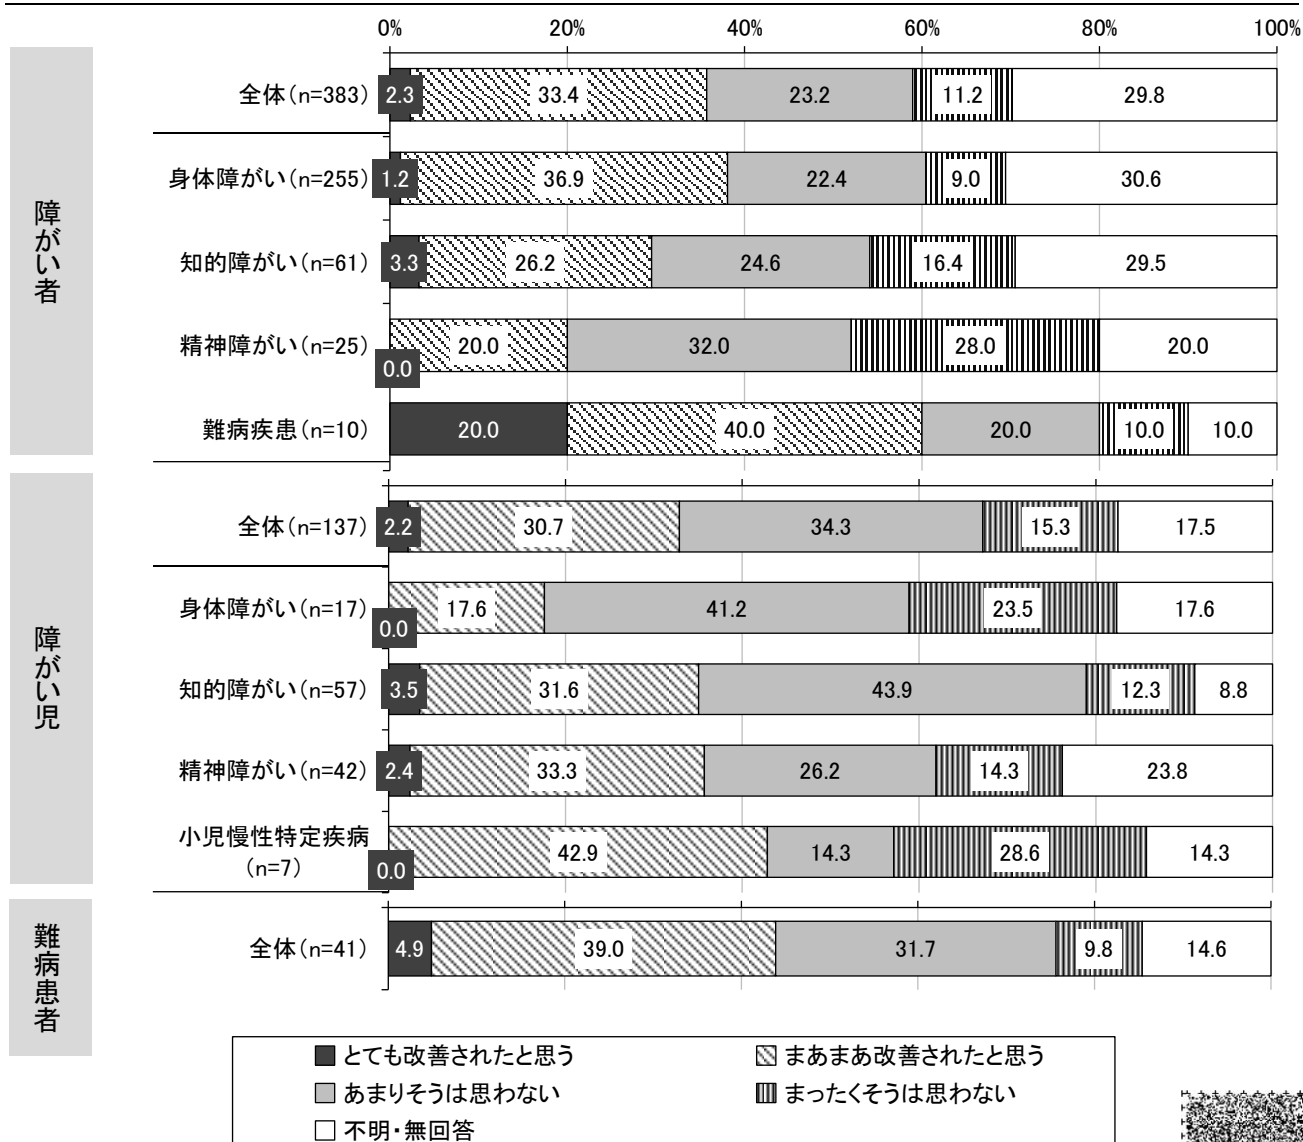 0% 20% 40% 60% 80% 100%
障がい者
全体(n=383) 2.3 33.4 23.2 11.2 29.8
身体障がい(n=255) 1.2 36.9 22.4 9.0 30.6
知的障がい(n=61) 3.3 26.2 24.6 16.4 29.5
精神障がい(n=25) 0.0 20.0 32.0 28.0 20.0
難病疾患(n=10) 20.0 40.0 20.0 10.0 10.0
障がい児
全体(n=137) 2.2 30.7 34.3 15.3 17.5
身体障がい(n=17) 0.0 17.6 41.2 23.5 17.6
知的障がい(n=57) 3.5 31.6 43.9 12.3 8.8
精神障がい(n=42) 2.4 33.3 26.2 14.3 23.8
小児慢性特定疾病
(n=7) 0.0 42.9 14.3 28.6 14.3
難病患者
全体(n=41) 4.9 39.0 31.7 9.8 14.6
とても改善されたと思う まあまあ改善されたと思う
あまりそうは思わない まったくそうは思わない
不明・無回答